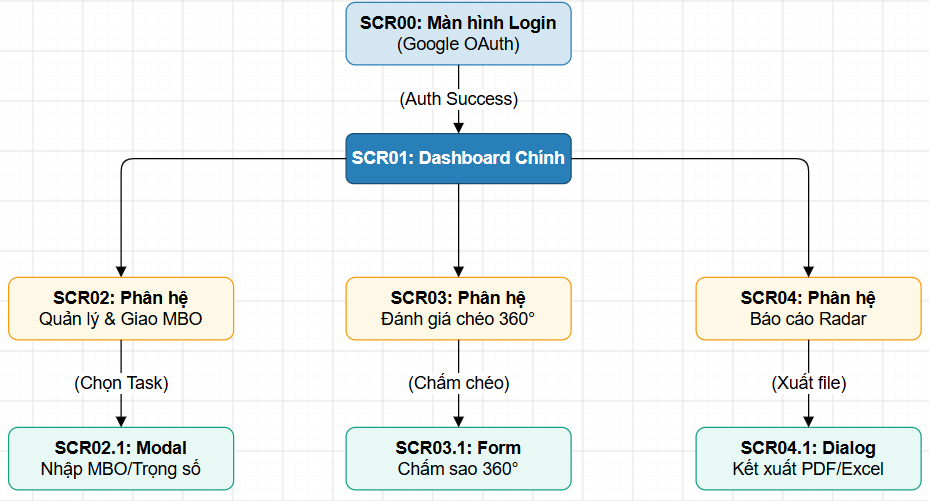 SCR00: Màn hình Login
(Google OAuth)
(Auth Success)
SCR01: Dashboard Chính
SCR02: Phân hệ
Quản lý & Giao MBO
SCR03: Phân hệ
Đánh giá chéo 360°
SCR04: Phân hệ
Báo cáo Radar
(Chọn Task)
(Chấm chéo)
(Xuất file)
SCR02.1: Modal
Nhập MBO/Trọng số
SCR03.1: Form
Chấm sao 360°
SCR04.1: Dialog
Kết xuất PDF/Excel